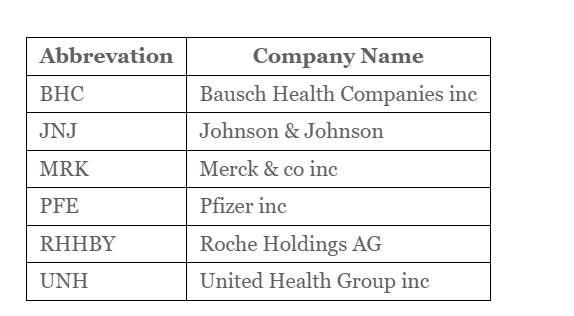 Abbrevation Company Name
BHC Bausch Health Companies inc
JNJ Johnson & Johnson
MRK Merck & co inc
PFE Pfizer inc
RHHBY Roche Holdings AG
UNH United Health Group inc